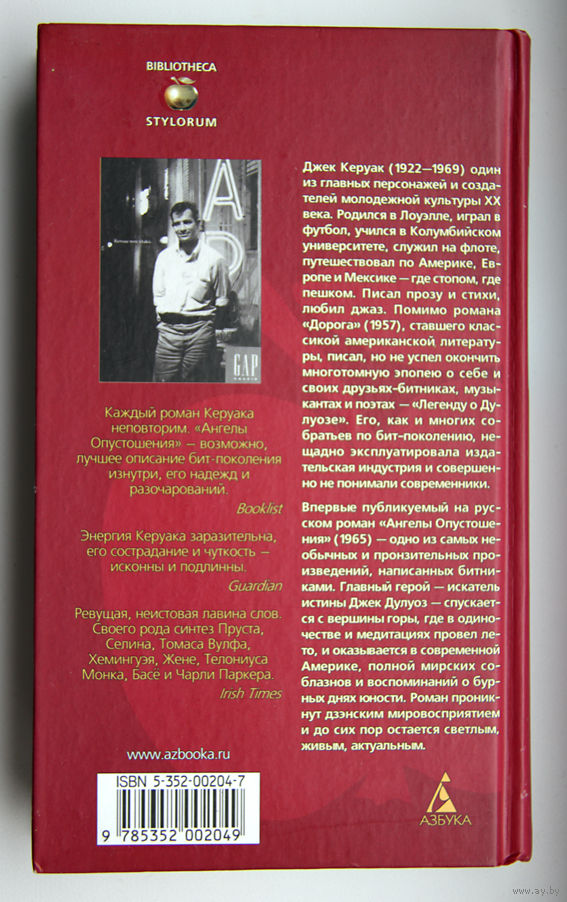 BIBLIOTHECA
STYLORUM
Kerouac wore khakis.
GAP
Каждый роман Керуака
неповторим. «Ангелы
Опустошения» — возможно,
лучшее описание бит-поколения
изнутри, его надежд и
разочарований.
Booklist
Энергия Керуака заразительна,
его сострадание и чуткость —
исконны и подлинны.
Guardian
Ревущая, неистовая лавина слов.
Своего рода синтез Пруста,
Селина, Томаса Вулфа,
Хемингуэя, Жене, Телониуса
Монка, Басё и Чарли Паркера.
Irish Times
www.azbooka.ru
ISBN 5-352-00204-7
9 785352 002049
Джек Керуак (1922—1969) один
из главных персонажей и созда-
телей молодежной культуры XX
века. Родился в Лоуэлле, играл в
футбол, учился в Колумбийском
университете, служил на флоте,
путешествовал по Америке, Ев-
ропе и Мексике — где стопом, где
пешком. Писал прозу и стихи,
любил джаз. Помимо романа
«Дорога» (1957), ставшего клас-
сикой американской литерату-
ры, писал, но не успел окончить
многотомную эпопею о себе и
своих друзьях-битниках, музы-
кантах и поэтах — «Легенду о Ду-
луозе». Его, как и многих со-
братьев по бит-поколению, не-
щадно эксплуатировала изда-
тельская индустрия и совершен-
но не понимали современники.
Впервые публикуемый на рус-
ском роман «Ангелы Опустоше-
ния» (1965) — одно из самых не-
обычных и пронзительных про-
изведений, написанных битни-
ками. Главный герой — искатель
истины Джек Дулуоз — спускает-
ся с вершины горы, где в одино-
честве и медитациях провел ле-
то, и оказывается в современной
Америке, полной мирских со-
блазнов и воспоминаний о бур-
ных днях юности. Роман проник-
нут дзэнским мировосприятием
и до сих пор остается светлым,
живым, актуальным.
АЗБУКА
www.ay.by